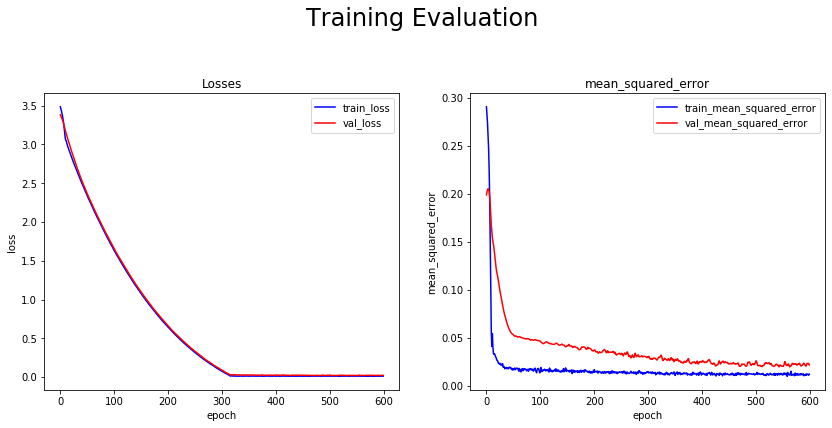 Training Evaluation
Losses
3.5
3.0
2.5
2.0
1.5
1.0
0.5
0.0
loss
train_loss
val_loss
0 100 200 300 400 500 600
epoch
mean_squared_error
0.30
0.25
0.20
0.15
0.10
0.05
0.00
mean_squared_error
train_mean_squared_error
val_mean_squared_error
0 100 200 300 400 500 600
epoch